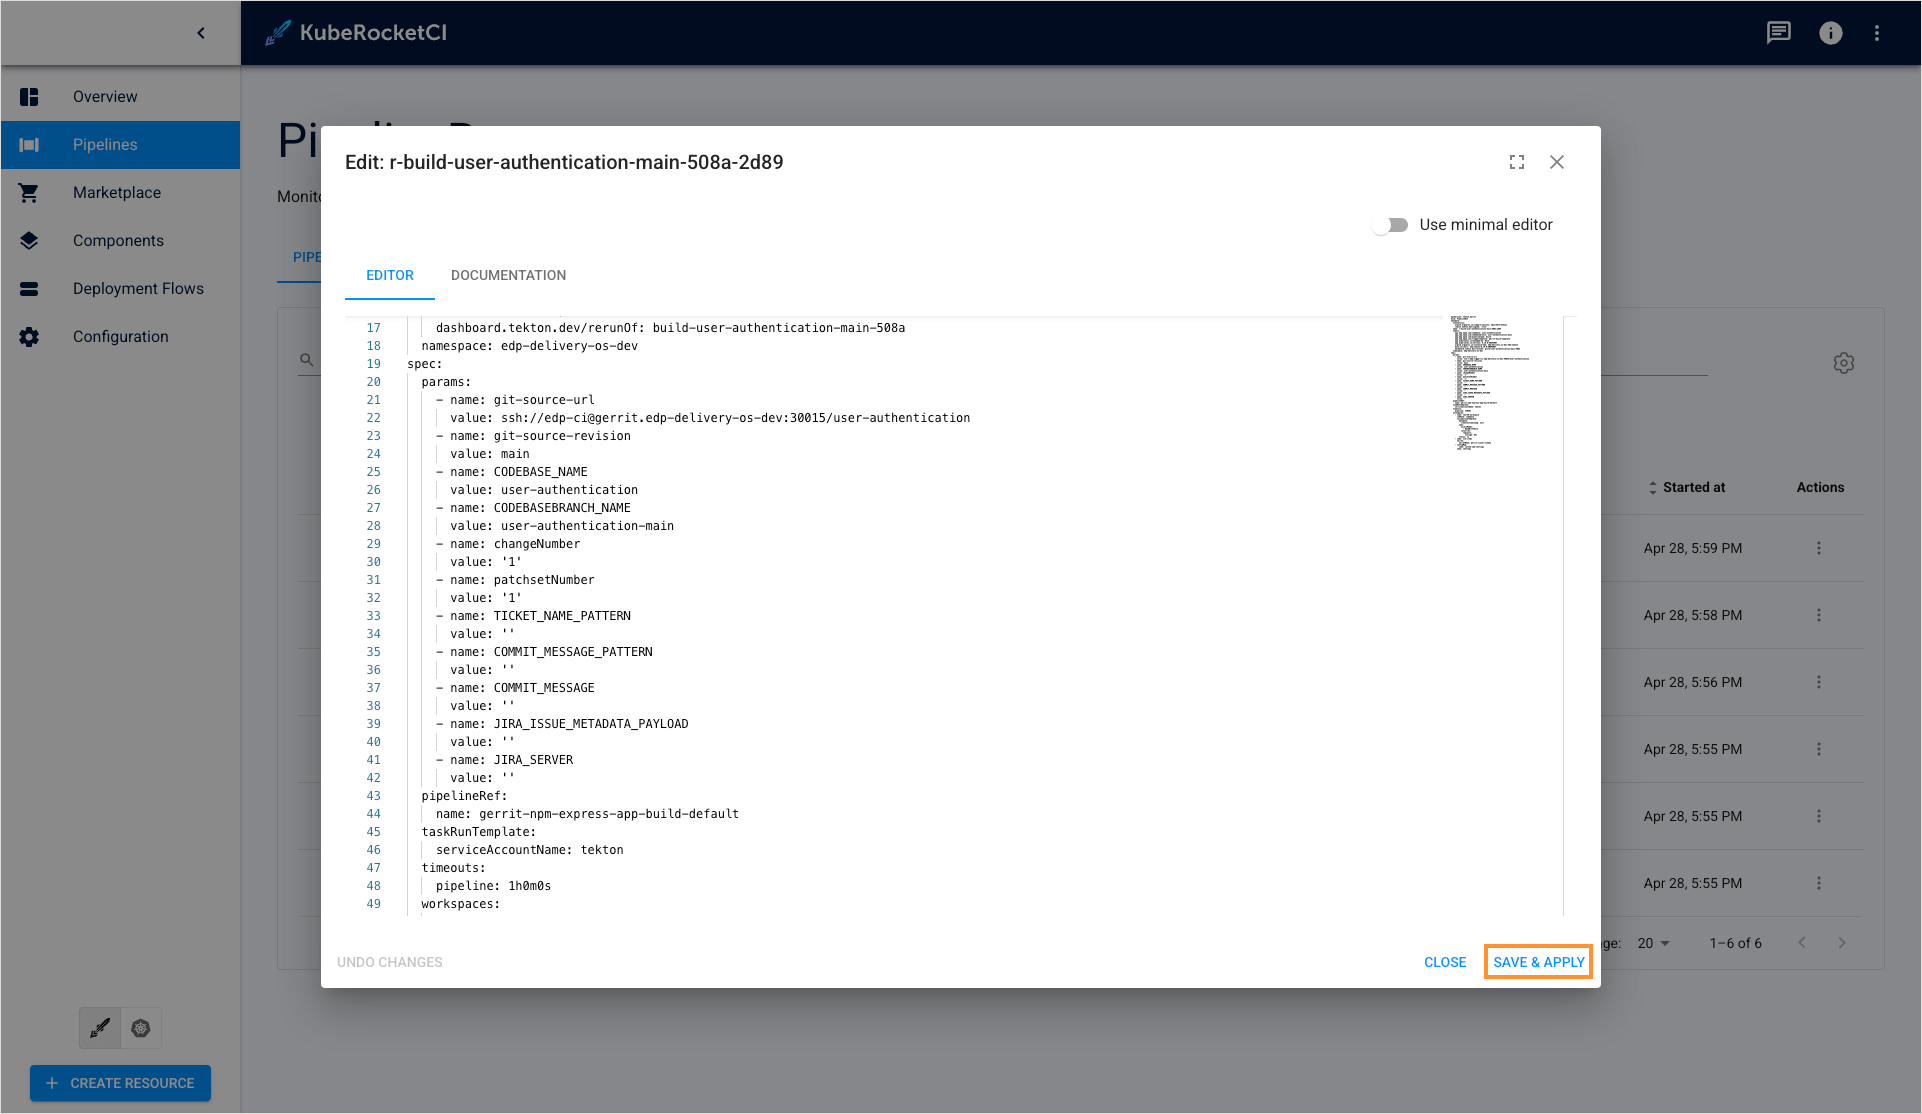 KubeRocketCI
Overview
Pipelines
Marketplace
Components
Deployment Flows
Configuration
CREATE RESOURCE
Edit: r-build-user-authentication-main-508a-2d89
Use minimal editor
EDITOR
DOCUMENTATION
17 dashboard.tekton.dev/rerunOf: build-user-authentication-main-508a
18 namespace: edp-delivery-os-dev
19 spec:
20 params:
21 - name: git-source-url
22 value: ssh://edp-ci@gerrit.edp-delivery-os-dev:30015/user-authentication
23 - name: git-source-revision
24 value: main
25 - name: CODEBASE_NAME
26 value: user-authentication
27 - name: CODEBASEBRANCH_NAME
28 value: user-authentication-main
29 - name: changeNumber
30 value: '1'
31 - name: patchsetNumber
32 value: '1'
33 - name: TICKET_NAME_PATTERN
34 value: ''
35 - name: COMMIT_MESSAGE_PATTERN
36 value: ''
37 - name: COMMIT_MESSAGE
38 value: ''
39 - name: JIRA_ISSUE_METADATA_PAYLOAD
40 value: ''
41 - name: JIRA_SERVER
42 value: ''
43 pipelineRef:
44 name: gerrit-npm-express-app-build-default
45 taskRunTemplate:
46 serviceAccountName: tekton
47 timeouts:
48 pipeline: 1h0m0s
49 workspaces:
UNDO CHANGES
CLOSE
SAVE & APPLY
Started at
Actions
Apr 28, 5:59 PM
Apr 28, 5:58 PM
Apr 28, 5:56 PM
Apr 28, 5:55 PM
Apr 28, 5:55 PM
Apr 28, 5:55 PM
20
1–6 of 6